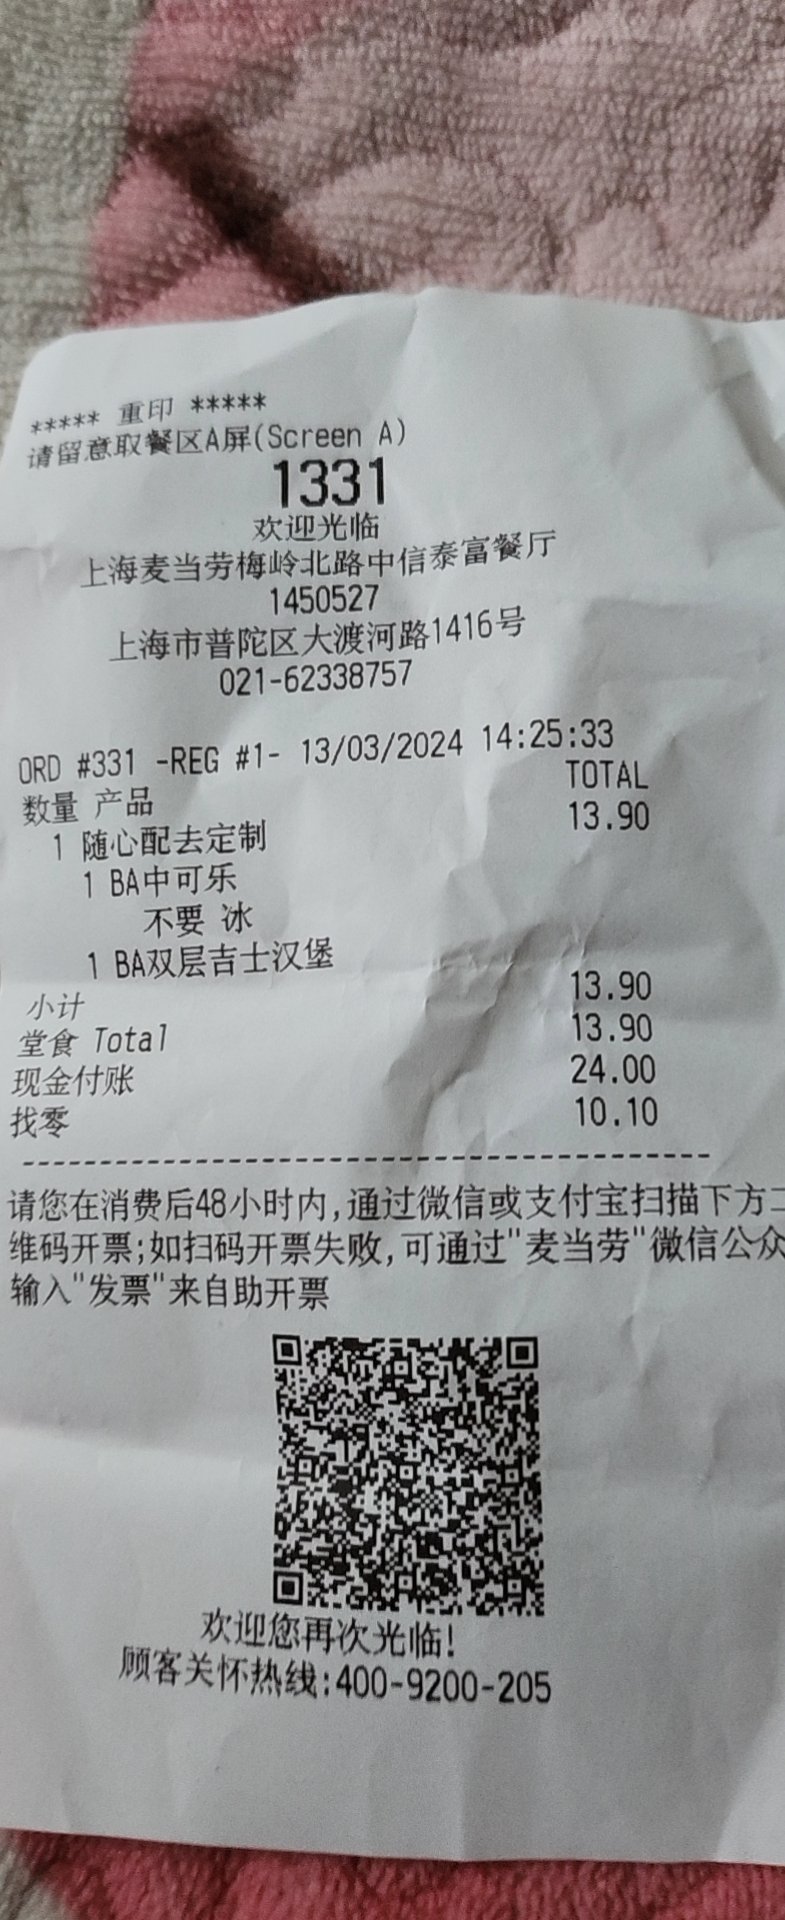 ***** 重印 *****
请留意取餐区A屏(Screen A)
1331
欢迎光临
上海麦当劳梅岭北路中信泰富餐厅
1450527
上海市普陀区大渡河路1416号
021-62338757
ORD #331 -REG #1- 13/03/2024 14:25:33
数量 产品 TOTAL
1 随心配去定制 13.90
1 BA中可乐
不要 冰
1 BA双层吉士汉堡
小计 13.90
堂食 Total 13.90
现金付账 24.00
找零 10.10
----------------------------------------
请您在消费后48小时内,通过微信或支付宝扫描下方二
维码开票;如扫码开票失败,可通过"麦当劳"微信公众
输入"发票"来自助开票
欢迎您再次光临!
顾客关怀热线:400-9200-205